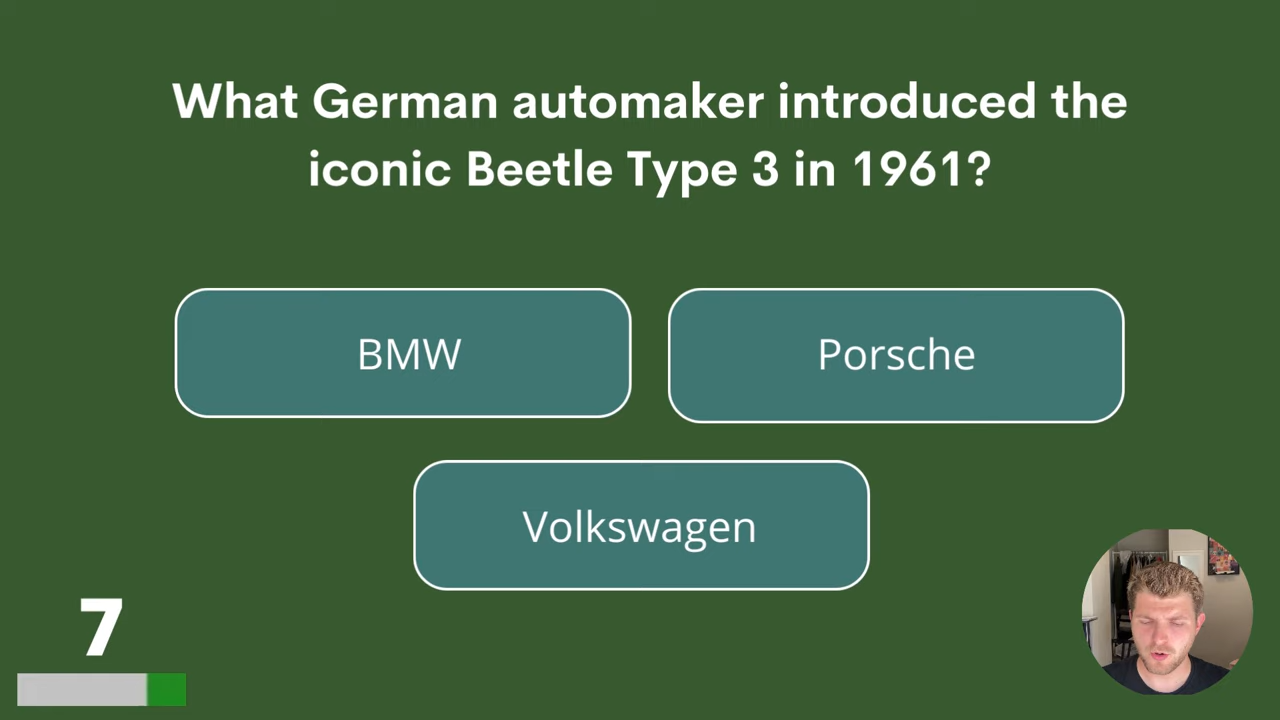 What German automaker introduced the
iconic Beetle Type 3 in 1961?
BMW
Porsche
Volkswagen
7